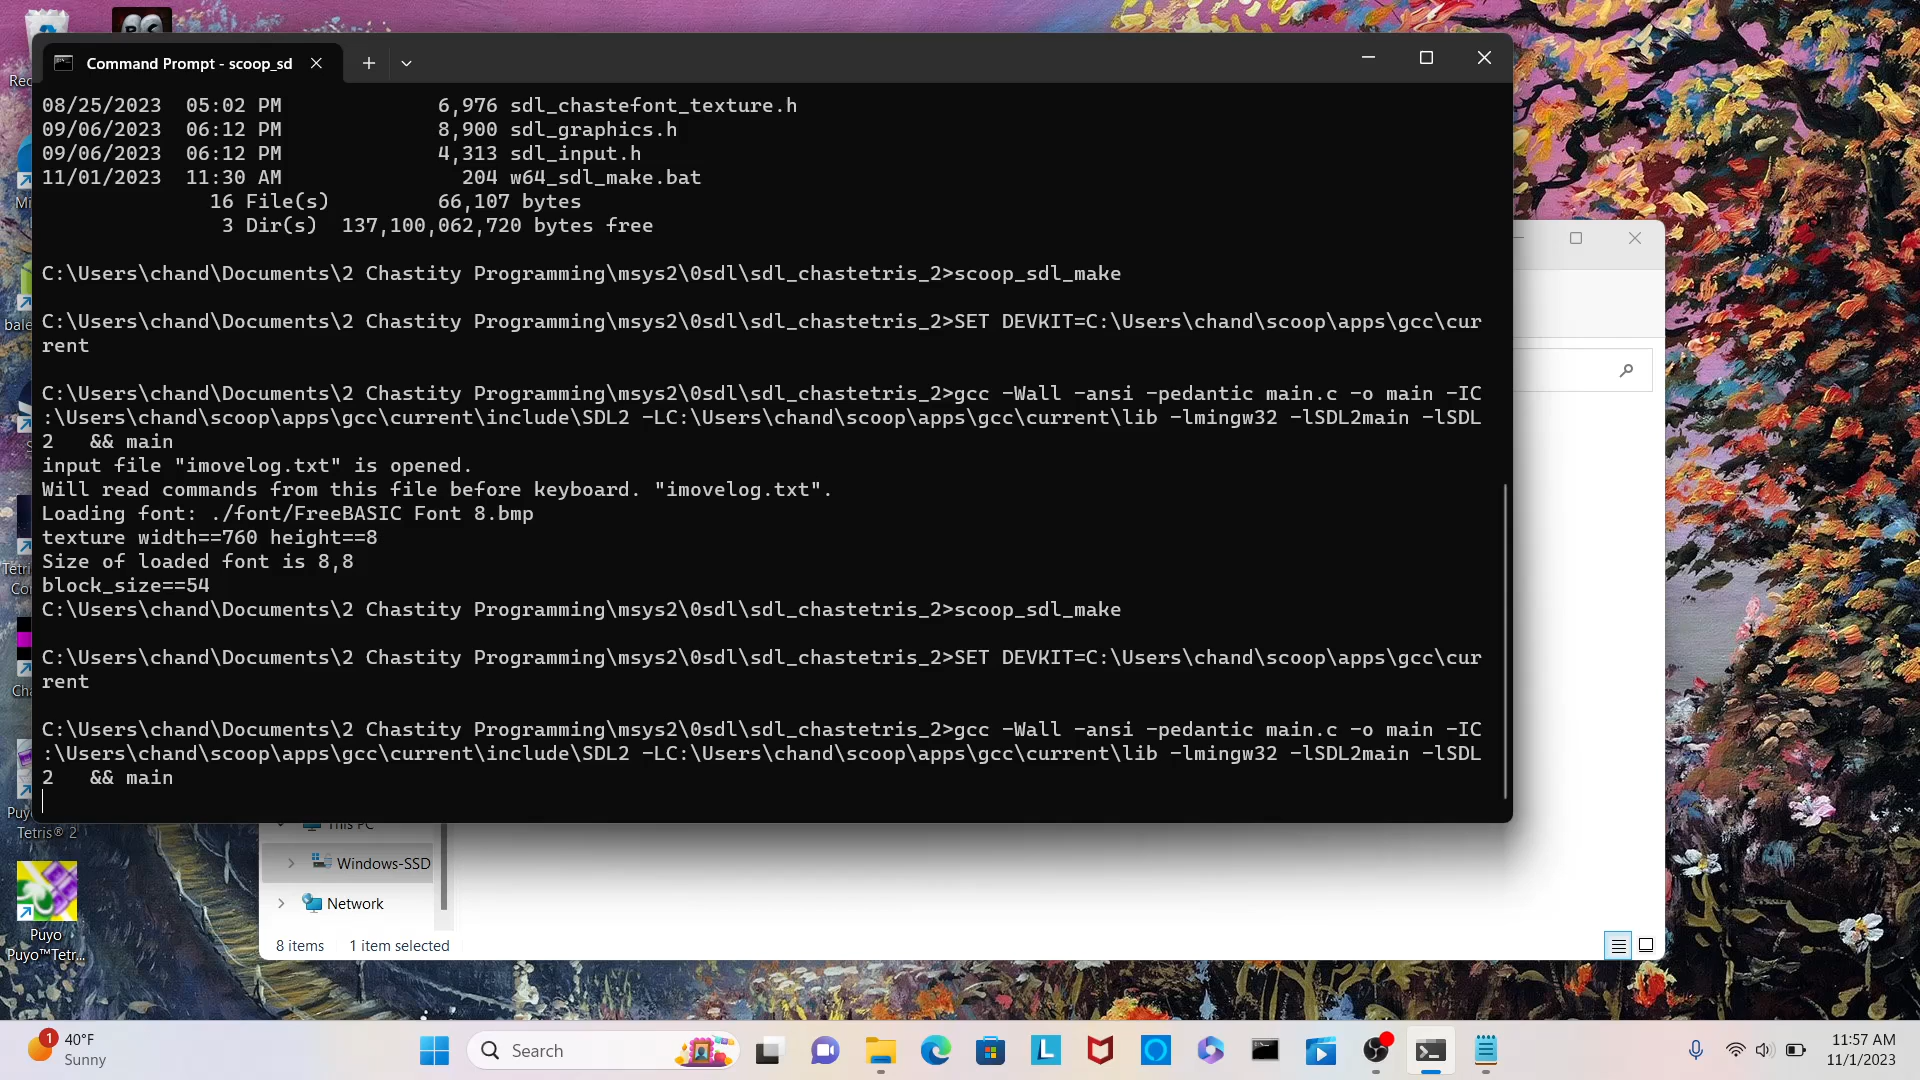 Command Prompt - scoop_sd
08/25/2023  05:02 PM             6,976 sdl_chastefont_texture.h
09/06/2023  06:12 PM             8,900 sdl_graphics.h
09/06/2023  06:12 PM             4,313 sdl_input.h
11/01/2023  11:30 AM               204 w64_sdl_make.bat
              16 File(s)         66,107 bytes
               3 Dir(s)  137,100,062,720 bytes free
C:\Users\chand\Documents\2 Chastity Programming\msys2\0sdl\sdl_chastetris_2>scoop_sdl_make
C:\Users\chand\Documents\2 Chastity Programming\msys2\0sdl\sdl_chastetris_2>SET DEVKIT=C:\Users\chand\scoop\apps\gcc\cur
rent
C:\Users\chand\Documents\2 Chastity Programming\msys2\0sdl\sdl_chastetris_2>gcc -Wall -ansi -pedantic main.c -o main -IC
:\Users\chand\scoop\apps\gcc\current\include\SDL2 -LC:\Users\chand\scoop\apps\gcc\current\lib -lmingw32 -lSDL2main -lSDL
2   && main
input file "imovelog.txt" is opened.
Will read commands from this file before keyboard. "imovelog.txt".
Loading font: ./font/FreeBASIC Font 8.bmp
texture width==760 height==8
Size of loaded font is 8,8
block_size==54
C:\Users\chand\Documents\2 Chastity Programming\msys2\0sdl\sdl_chastetris_2>scoop_sdl_make
C:\Users\chand\Documents\2 Chastity Programming\msys2\0sdl\sdl_chastetris_2>SET DEVKIT=C:\Users\chand\scoop\apps\gcc\cur
rent
C:\Users\chand\Documents\2 Chastity Programming\msys2\0sdl\sdl_chastetris_2>gcc -Wall -ansi -pedantic main.c -o main -IC
:\Users\chand\scoop\apps\gcc\current\include\SDL2 -LC:\Users\chand\scoop\apps\gcc\current\lib -lmingw32 -lSDL2main -lSDL
2   && main
This PC
Windows-SSD
Network
8 items   1 item selected
Tetris® 2
Puyo
Puyo™Tetr...
1
40°F
Sunny
Search
11:57 AM
11/1/2023